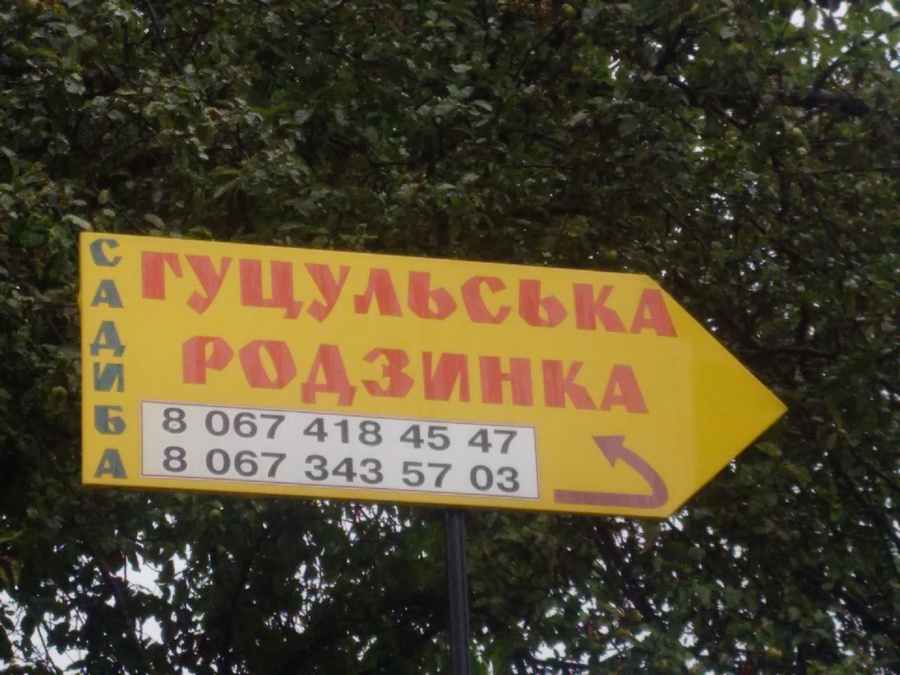 САДИБА
ГУЦУЛЬСЬКА
РОДЗИНКА
8 067 418 45 47
8 067 343 57 03